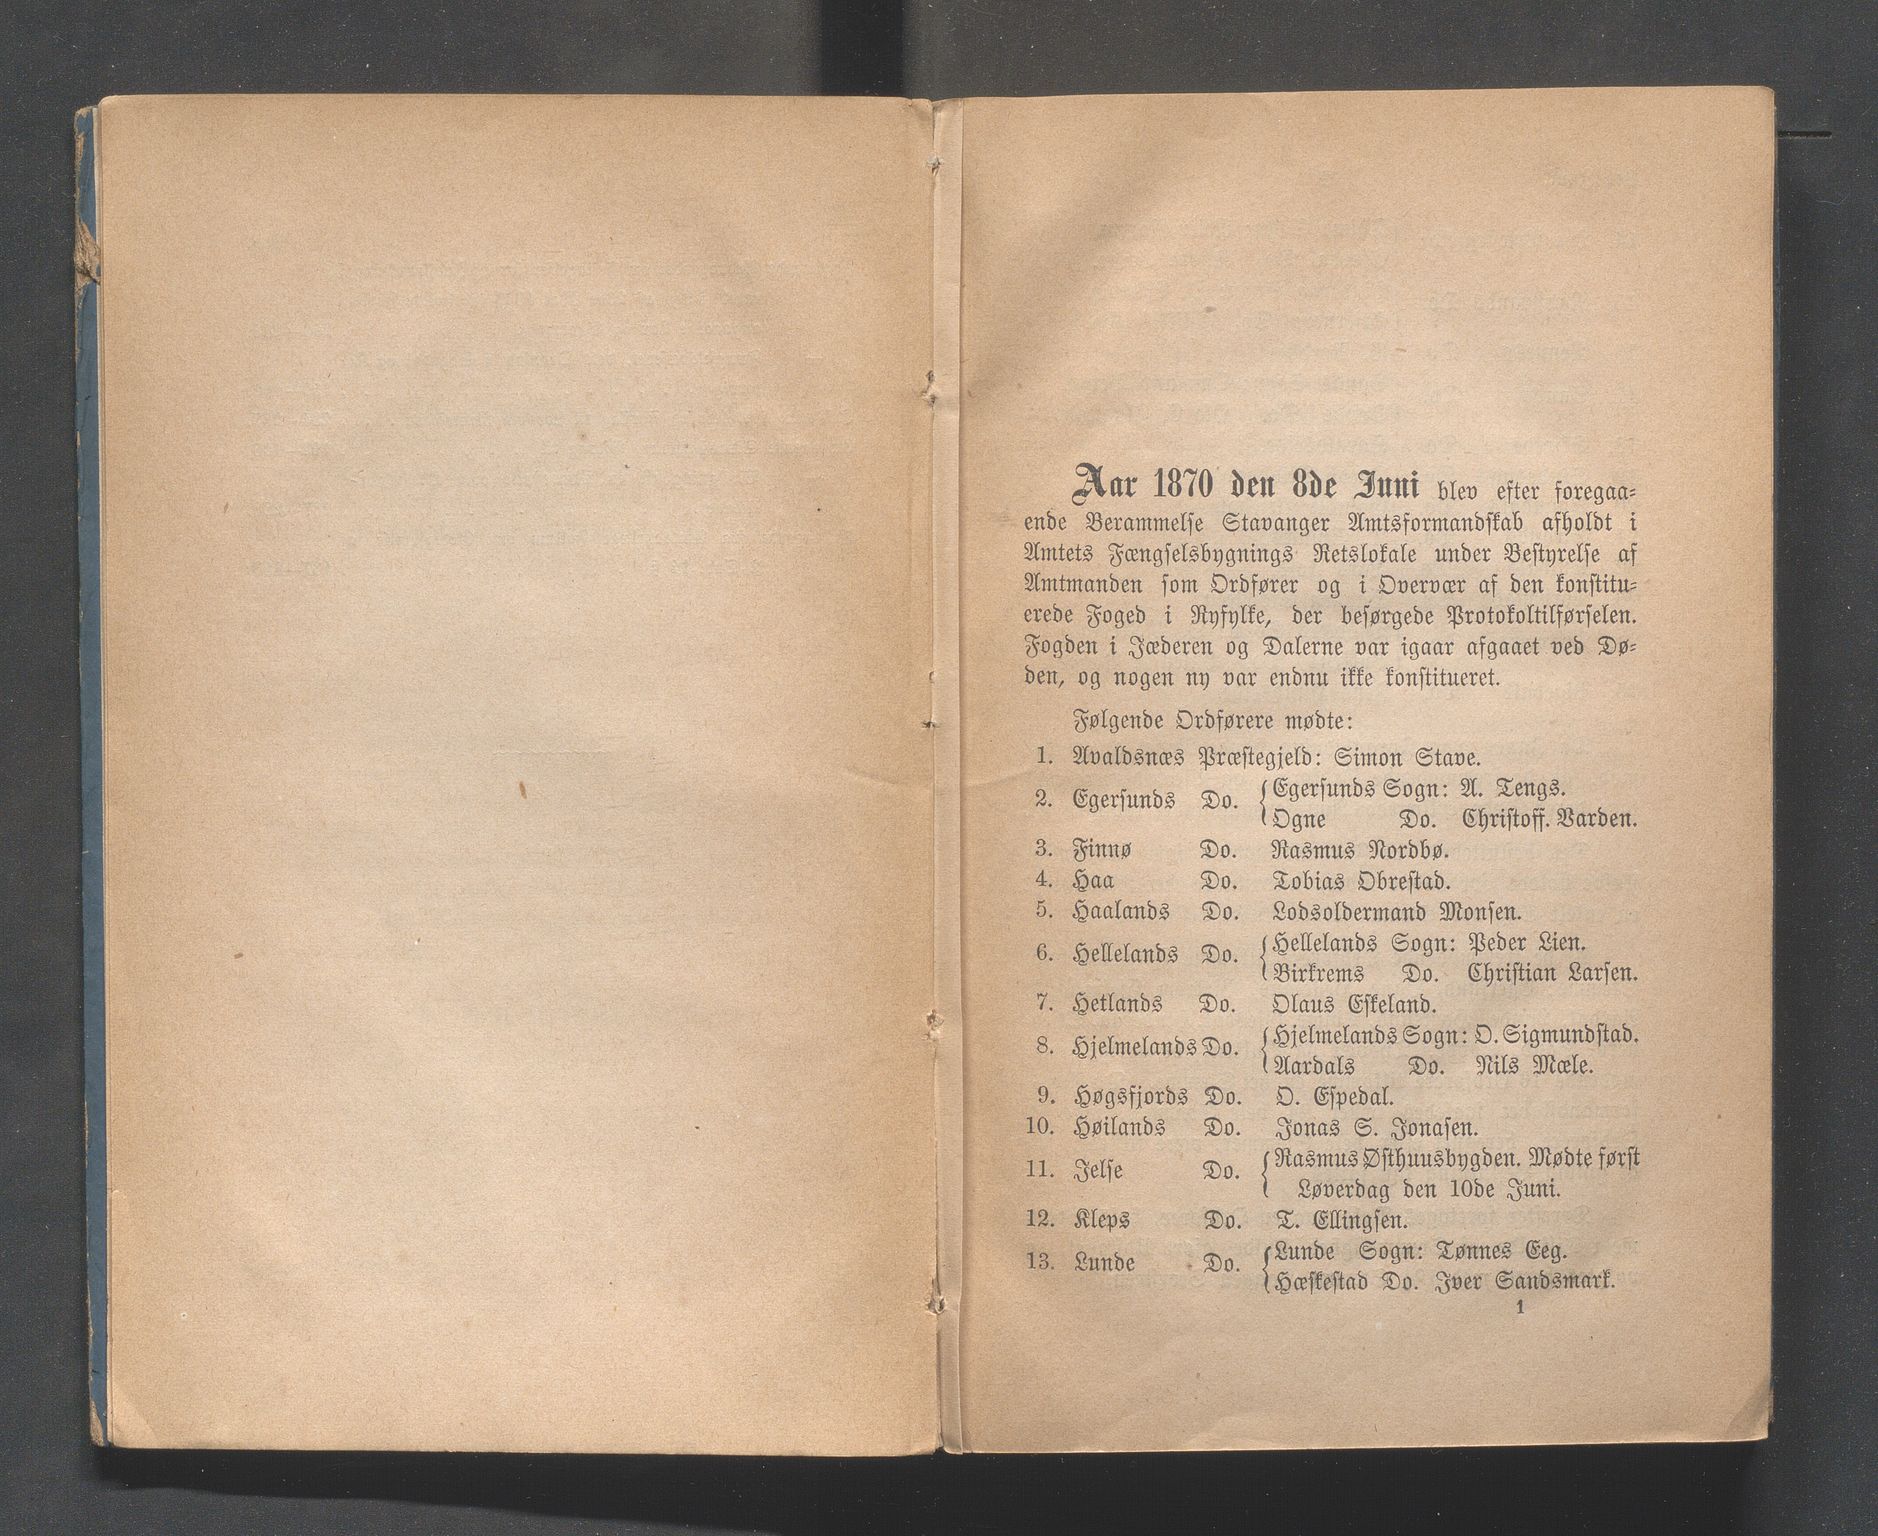 Aar 1870 den 8de Juni blev efter foregaa-
ende Berammelse Stavanger Amtsformandskab afholdt i
Amtets Fængselsbygnings Retslokale under Bestyrelse af
Amtmanden som Ordfører og i Overvær af den konstitu-
erede Foged i Ryfylke, der besørgede Protokoltilførselen.
Fogden i Jæderen og Dalerne var igaar afgaaet ved Dø-
den, og nogen ny var endnu ikke konstitueret.
Følgende Ordførere mødte:
1. Avaldsnæs Præstegjeld: Simon Stave.
2. Egersunds Do. { Egersunds Sogn: A. Tengs.
Ogne Do. Christoff. Varden.
3. Finnø Do. Rasmus Nordbø.
4. Haa Do. Tobias Obrestad.
5. Haalands Do. Lodsoldermand Monsen.
6. Hellelands Do. { Hellelands Sogn: Peder Lien.
Birkrems Do. Christian Larsen.
7. Hetlands Do. Olaus Eskeland.
8. Hjelmelands Do. { Hjelmelands Sogn: O. Sigmundstad.
Aardals Do. Nils Mæle.
9. Høgsfjords Do. O. Espedal.
10. Høilands Do. Jonas S. Jonasen.
11. Jelse Do. { Rasmus Østhuusbygden. Mødte først
Løverdag den 10de Juni.
12. Kleps Do. T. Ellingsen.
13. Lunde Do. { Lunde Sogn: Tønnes Eeg.
Hæskestad Do. Iver Sandsmark.
1